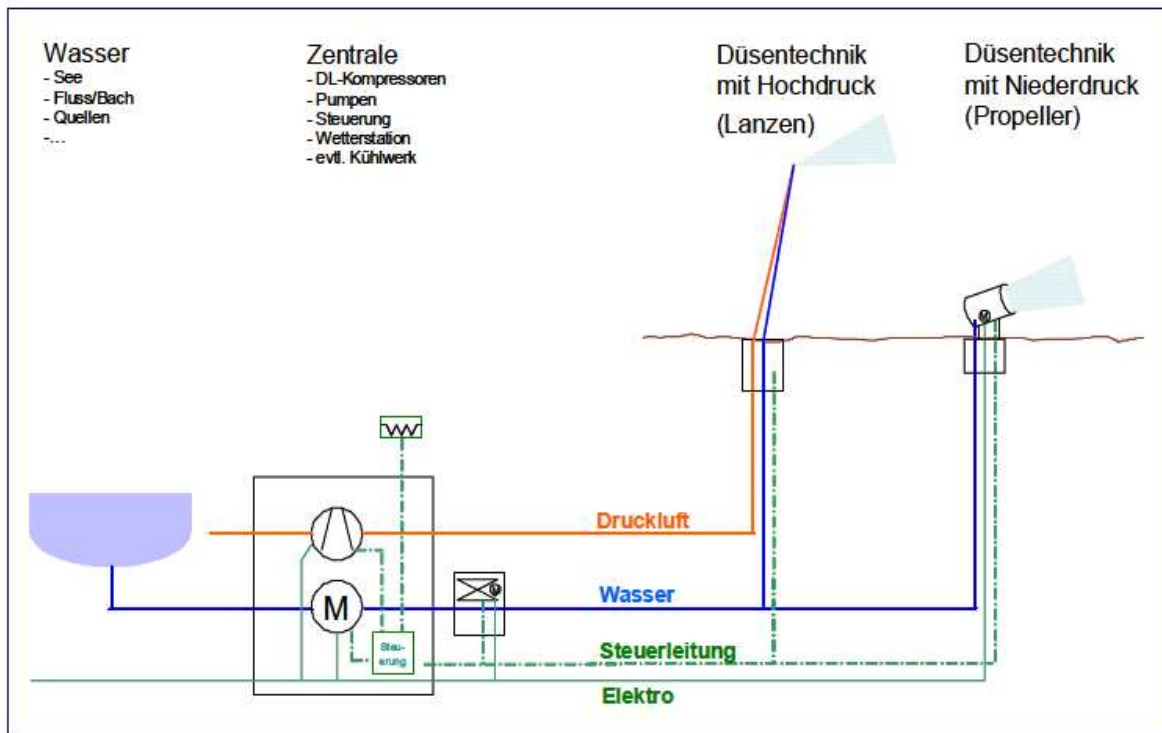 Wasser
- See
- Fluss/Bach
- Quellen
-...
Zentrale
- DL-Kompressoren
- Pumpen
- Steuerung
- Wetterstation
- evtl. Kühlwerk
Düsentechnik
mit Hochdruck
(Lanzen)
Düsentechnik
mit Niederdruck
(Propeller)
Druckluft
M
Wasser
Steu-
erung
Steuerleitung
Elektro